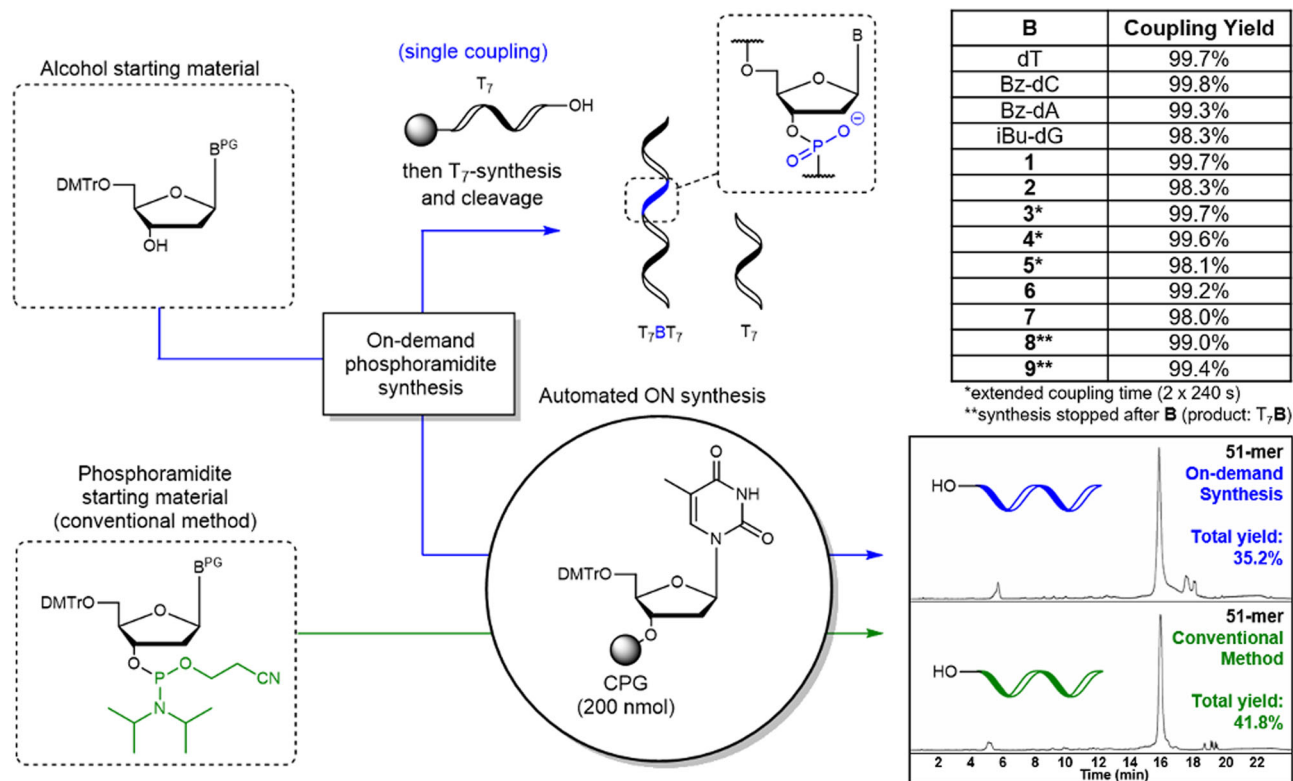 Alcohol starting material
B^PG
DMTrO
O
OH
(single coupling)
T₇
OH
then T₇-synthesis
and cleavage
B
O
O
O
P
O
⊖
O
T₇BT₇
T₇
On-demand
phosphoramidite
synthesis
Automated ON synthesis
O
NH
N
O
DMTrO
O
O
CPG
(200 nmol)
Phosphoramidite
starting material
(conventional method)
B^PG
DMTrO
O
O
O
P
CN
N
B Coupling Yield
dT 99.7%
Bz-dC 99.8%
Bz-dA 99.3%
iBu-dG 98.3%
1 99.7%
2 98.3%
3* 99.7%
4* 99.6%
5* 98.1%
6 99.2%
7 98.0%
8** 99.0%
9** 99.4%
*extended coupling time (2 x 240 s)
**synthesis stopped after B (product: T₇B)
51-mer
On-demand
Synthesis
HO
Total yield:
35.2%
51-mer
Conventional
Method
HO
Total yield:
41.8%
2 4 6 8 10 12 14 16 18 20 22
Time (min)